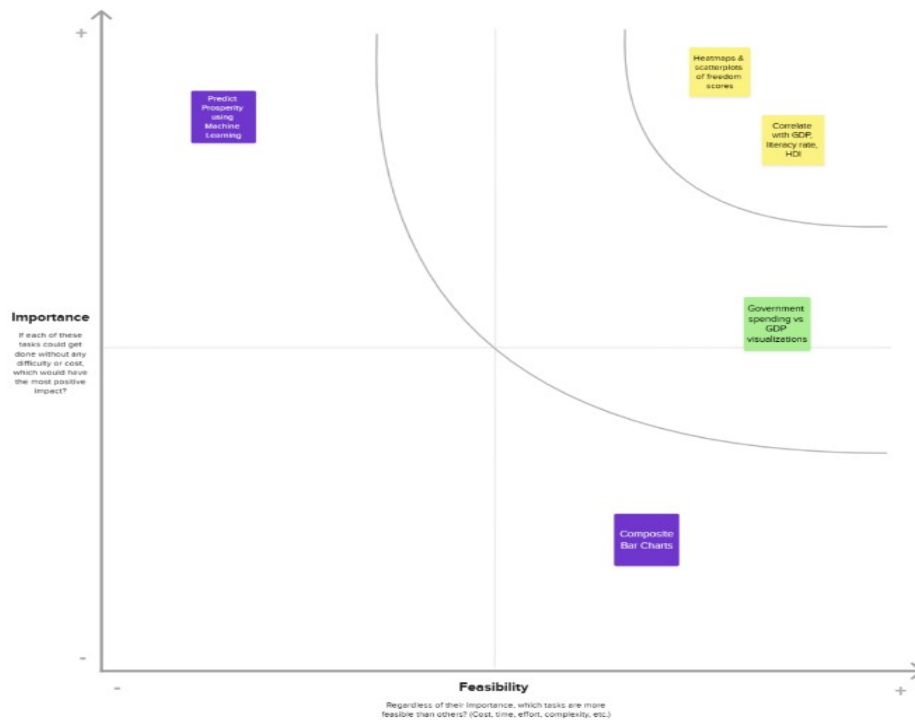 +
Heatmaps &
scatterplots
of freedom
scores
Predict
Prosperity
using
Machine
Learning
Correlate
with GDP,
literacy rate,
HDI
Importance
If each of these
tasks could get
done without any
difficulty or cost,
which would have
the most positive
impact?
Government
spending vs
GDP
visualizations
Composite
Bar Charts
-
-
Feasibility
+
Regardless of their importance, which tasks are more
feasible than others? (Cost, time, effort, complexity, etc.)